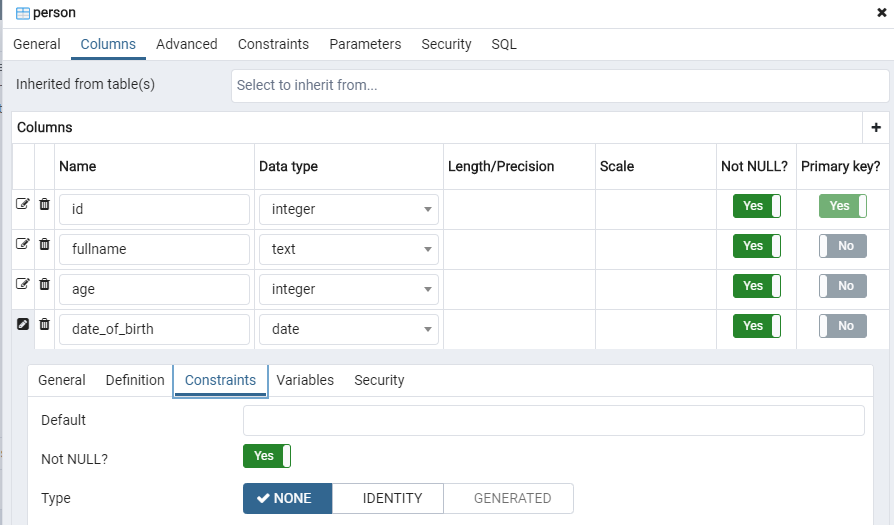 person
General Columns Advanced Constraints Parameters Security SQL
Inherited from table(s) Select to inherit from...
Columns
Name Data type Length/Precision Scale Not NULL? Primary key?
id integer Yes Yes
fullname text Yes No
age integer Yes No
date_of_birth date Yes No
General Definition Constraints Variables Security
Default
Not NULL? Yes
Type NONE IDENTITY GENERATED